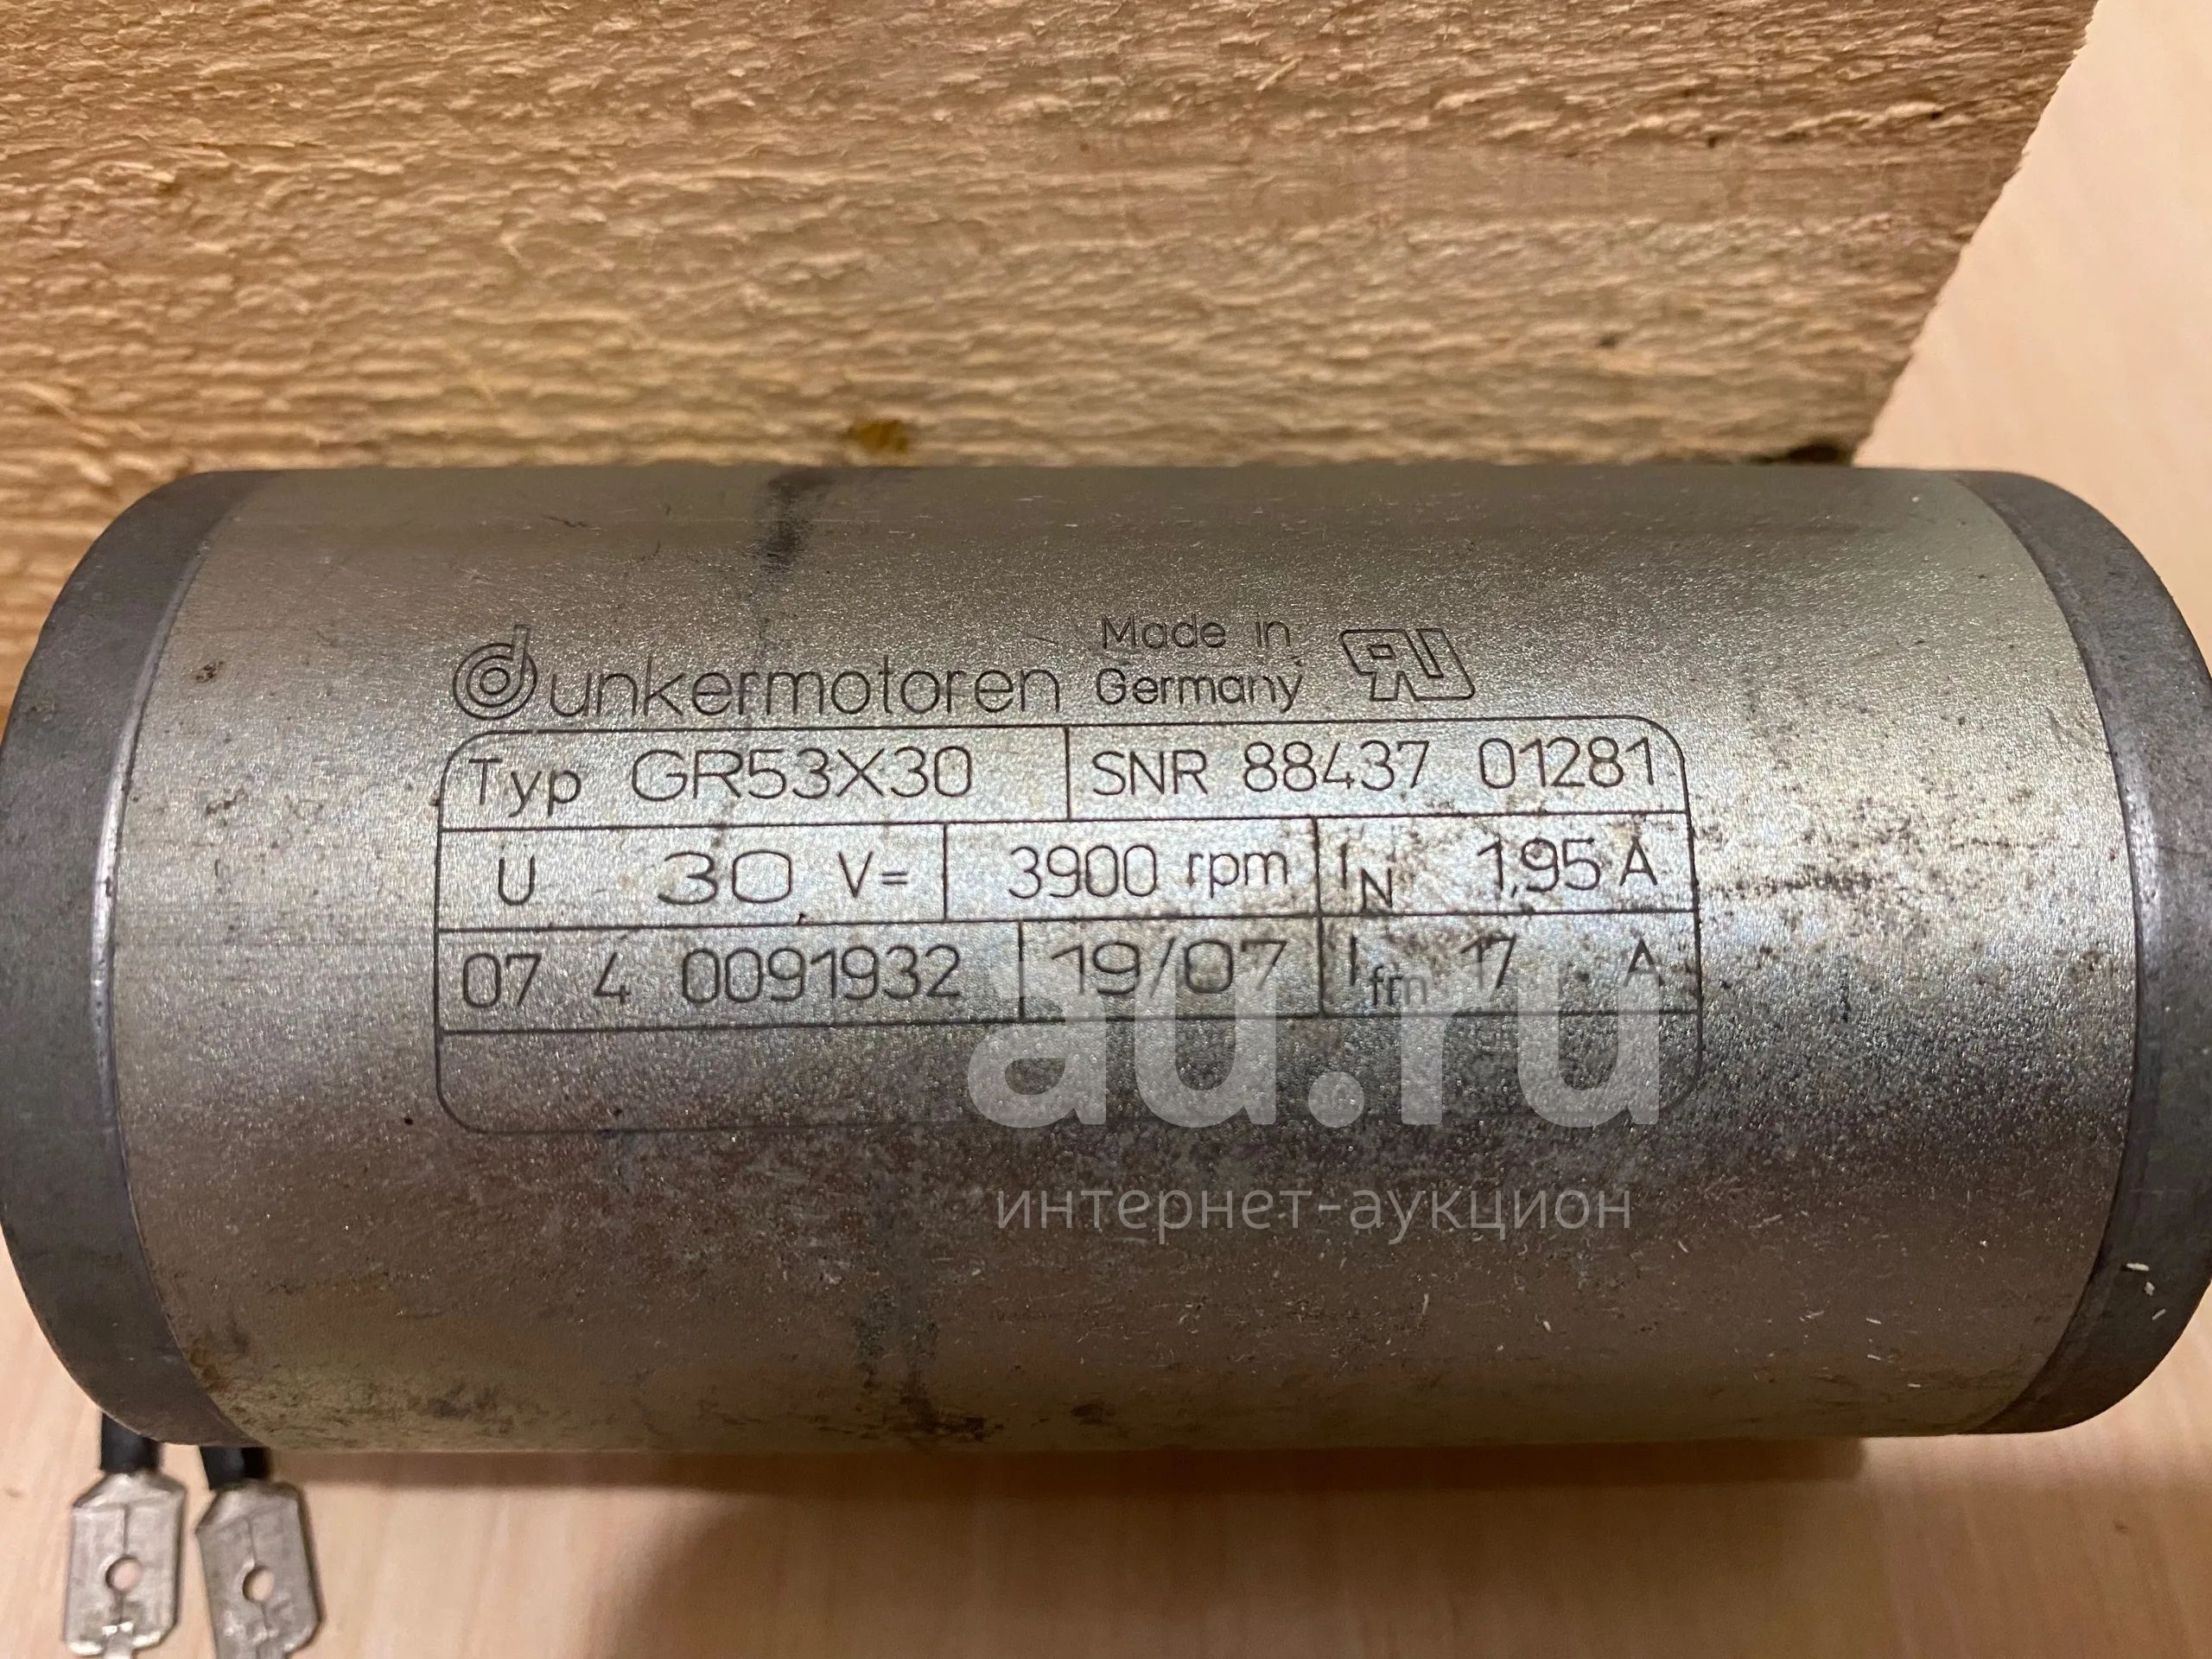 dunkermotoren Made in Germany
Typ GR53X30 SNR 88437 01281
U 30 V= 3900 rpm IN 1,95 A
07 4 0091932 19/07 Ifm 17 A
au.ru
интернет-аукцион